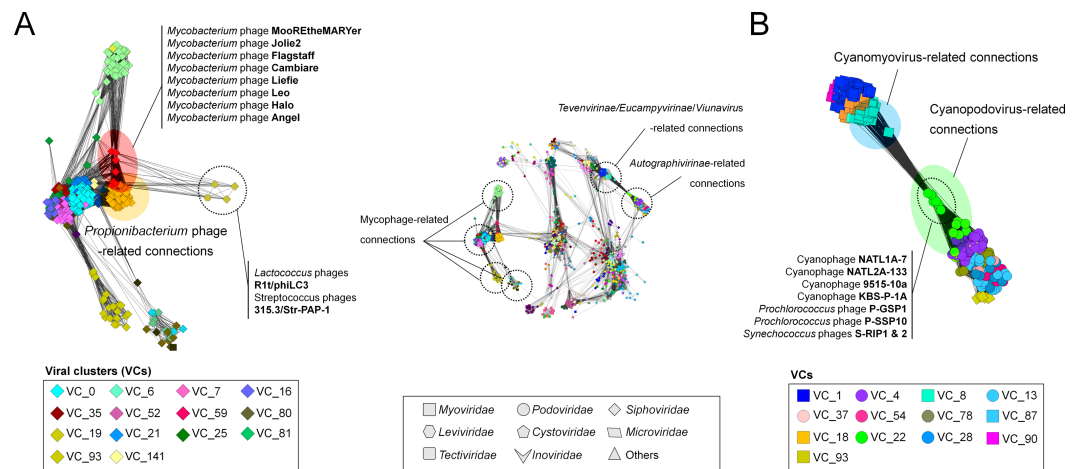 A
Mycobacterium phage MooREtheMARYer
Mycobacterium phage Jolie2
Mycobacterium phage Flagstaff
Mycobacterium phage Cambiare
Mycobacterium phage Liefie
Mycobacterium phage Leo
Mycobacterium phage Halo
Mycobacterium phage Angel
Propionibacterium phage
-related connections
Lactococcus phages
R1t/phiLC3
Streptococcus phages
315.3/Str-PAP-1
Viral clusters (VCs)
VC_0 VC_6 VC_7 VC_16
VC_35 VC_52 VC_59 VC_80
VC_19 VC_21 VC_25 VC_81
VC_93 VC_141
Tevenvirinae/Eucampyvirinae/Viunavirus
-related connections
Autographivirinae-related
connections
Mycophage-related
connections
Myoviridae Podoviridae Siphoviridae
Leviviridae Cystoviridae Microviridae
Tectiviridae Inoviridae Others
B
Cyanomyovirus-related connections
Cyanopodovirus-related
connections
Cyanophage NATL1A-7
Cyanophage NATL2A-133
Cyanophage 9515-10a
Cyanophage KBS-P-1A
Prochlorococcus phage P-GSP1
Prochlorococcus phage P-SSP10
Synechococcus phages S-RIP1 & 2
VCs
VC_1 VC_4 VC_8 VC_13
VC_37 VC_54 VC_78 VC_87
VC_18 VC_22 VC_28 VC_90
VC_93